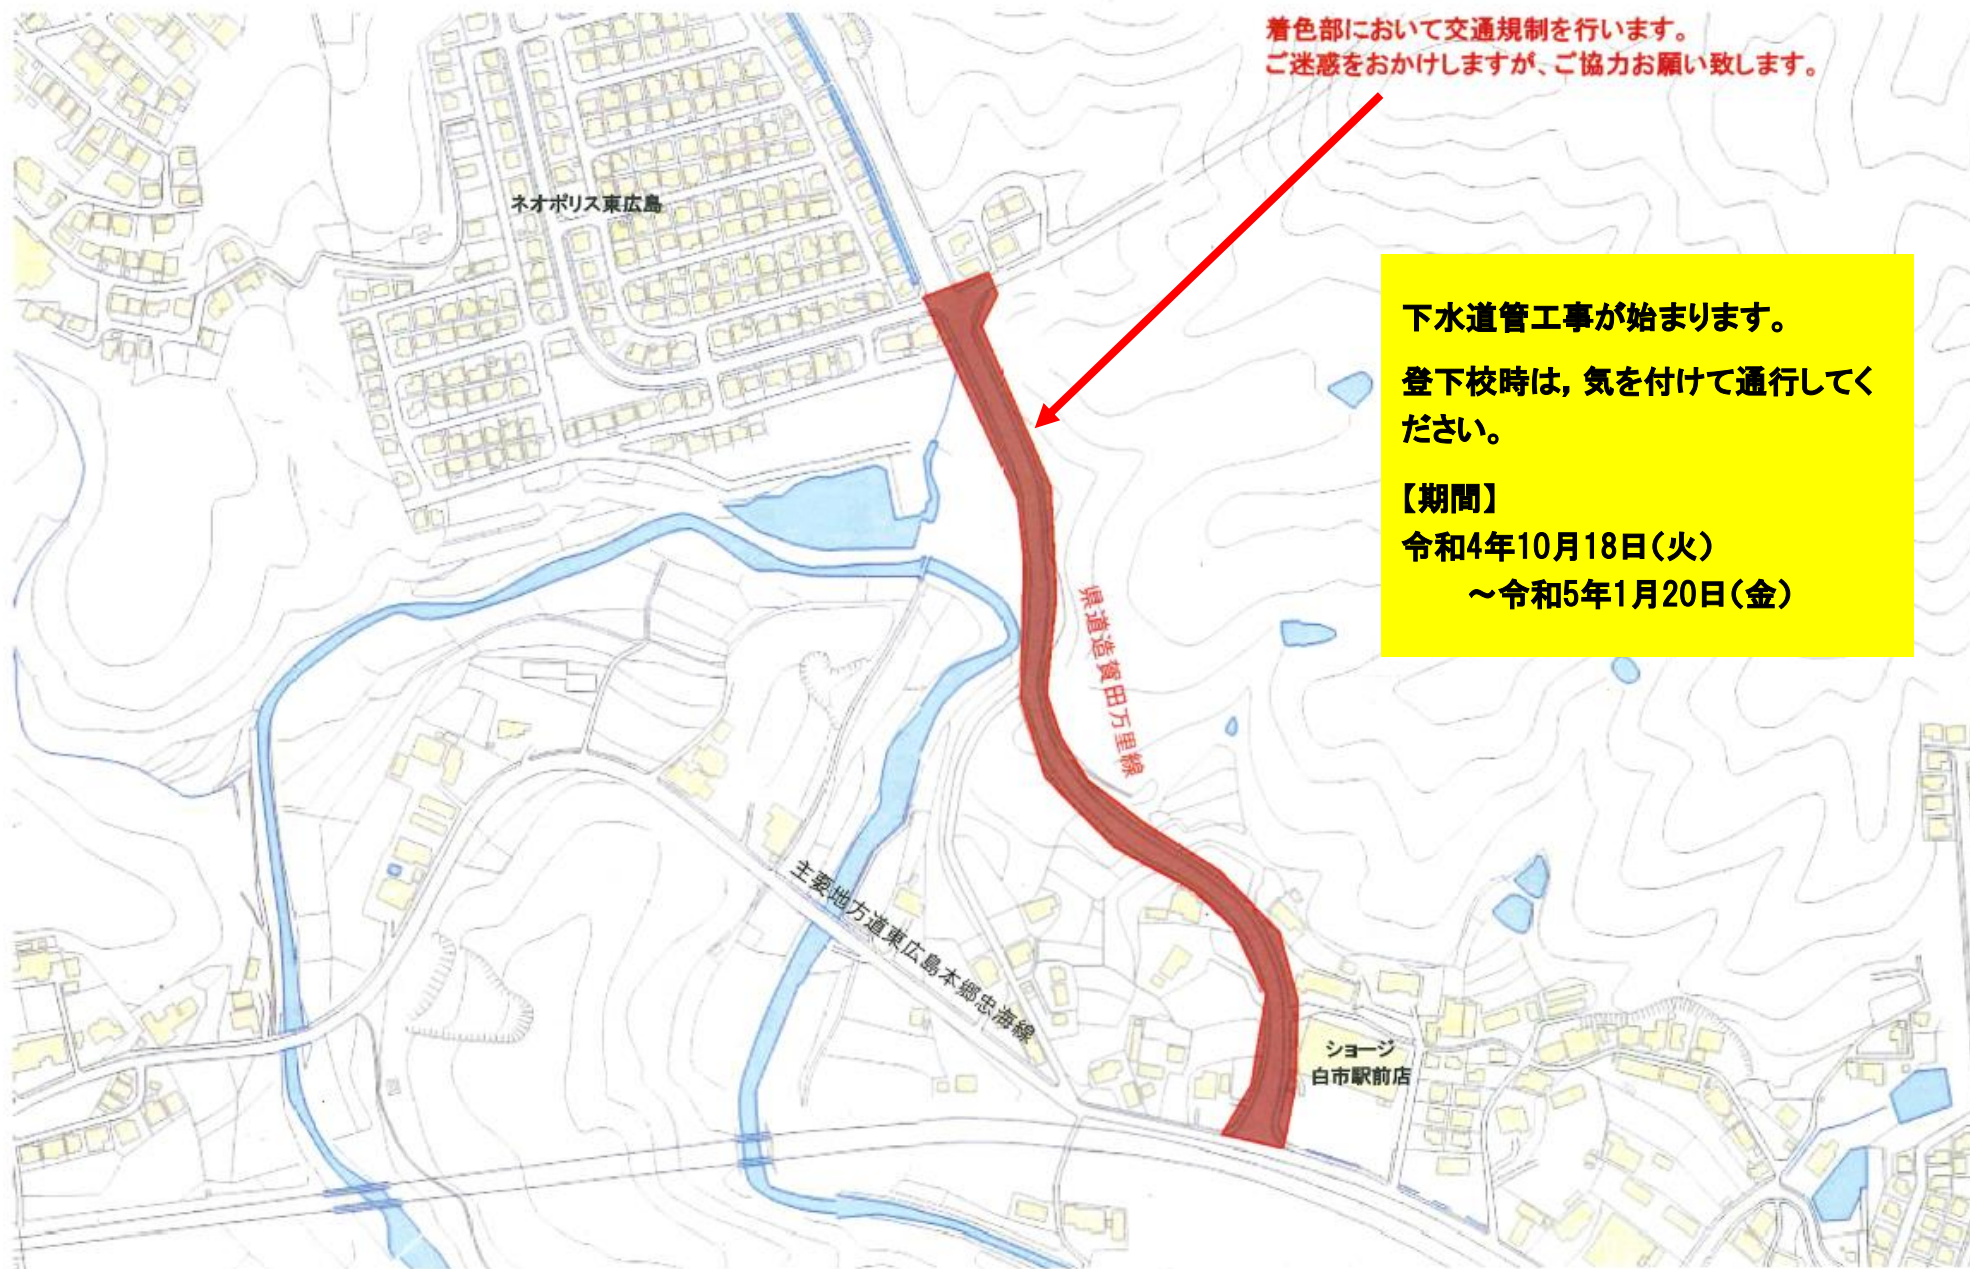 着色部において交通規制を行います。
ご迷惑をおかけしますが、ご協力お願い致します。
ネオポリス東広島
下水道管工事が始まります。
登下校時は，気を付けて通行してく
ださい。
【期間】
令和4年10月18日（火）
～令和5年1月20日（金）
県道造賀田万里線
主要地方道東広島本郷忠海線
ショージ
白市駅前店